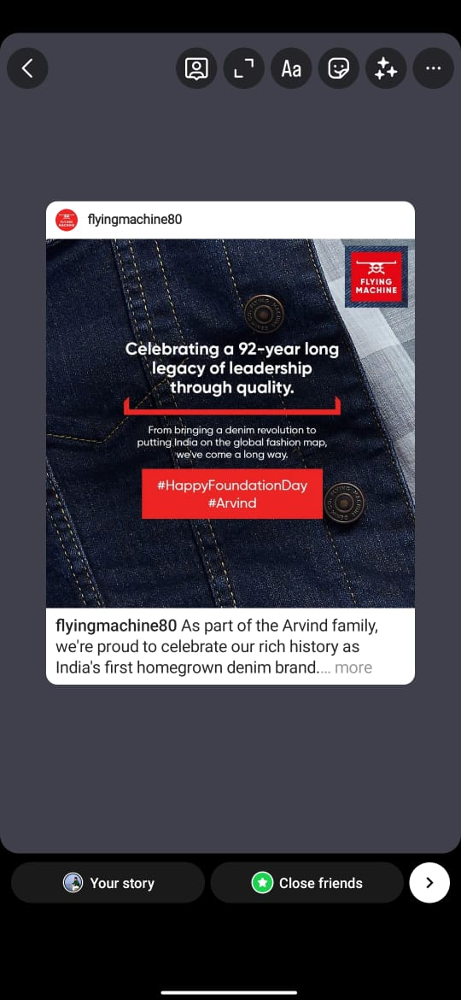 Aa
flyingmachine80
FLYING
MACHINE
Celebrating a 92-year long
legacy of leadership
through quality.
From bringing a denim revolution to
putting India on the global fashion map,
we've come a long way.
#HappyFoundationDay
#Arvind
flyingmachine80 As part of the Arvind family,
we're proud to celebrate our rich history as
India's first homegrown denim brand.... more
Your story
Close friends